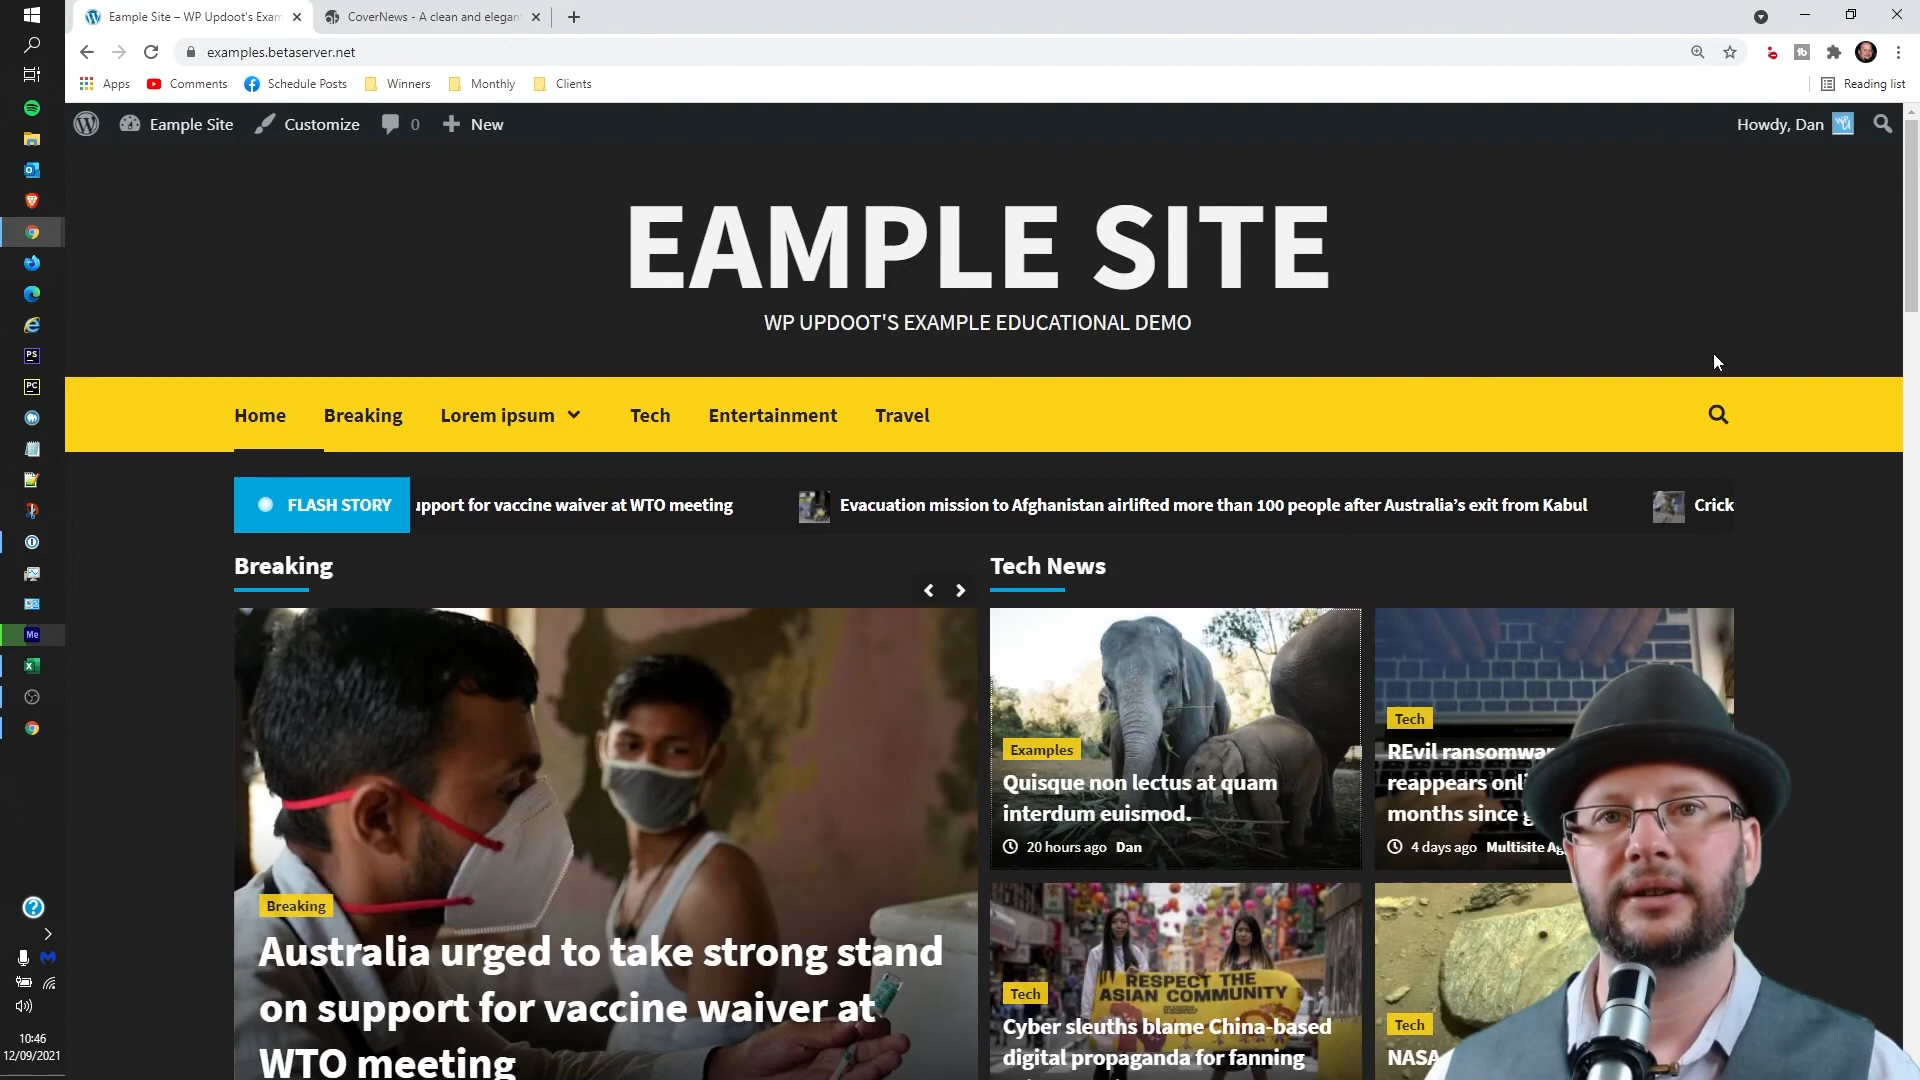 Eample Site – WP Updoot's Exam
CoverNews - A clean and elegant
examples.betaserver.net
Apps
Comments
Schedule Posts
Winners
Monthly
Clients
Reading list
Eample Site
Customize
0
New
Howdy, Dan
EAMPLE SITE
WP UPDOOT'S EXAMPLE EDUCATIONAL DEMO
Home
Breaking
Lorem ipsum
Tech
Entertainment
Travel
FLASH STORY
upport for vaccine waiver at WTO meeting
Evacuation mission to Afghanistan airlifted more than 100 people after Australia’s exit from Kabul
Crick
Breaking
Tech News
Breaking
Australia urged to take strong stand
on support for vaccine waiver at
WTO meeting
Examples
Quisque non lectus at quam
interdum euismod.
20 hours ago Dan
Tech
REvil ransomwar
reappears onl
months since g
4 days ago Multisite Ag
RESPECT THE
ASIAN COMMUNITY
Tech
Cyber sleuths blame China-based
digital propaganda for fanning
Tech
NASA
PS
PC
Me
10:46
12/09/2021